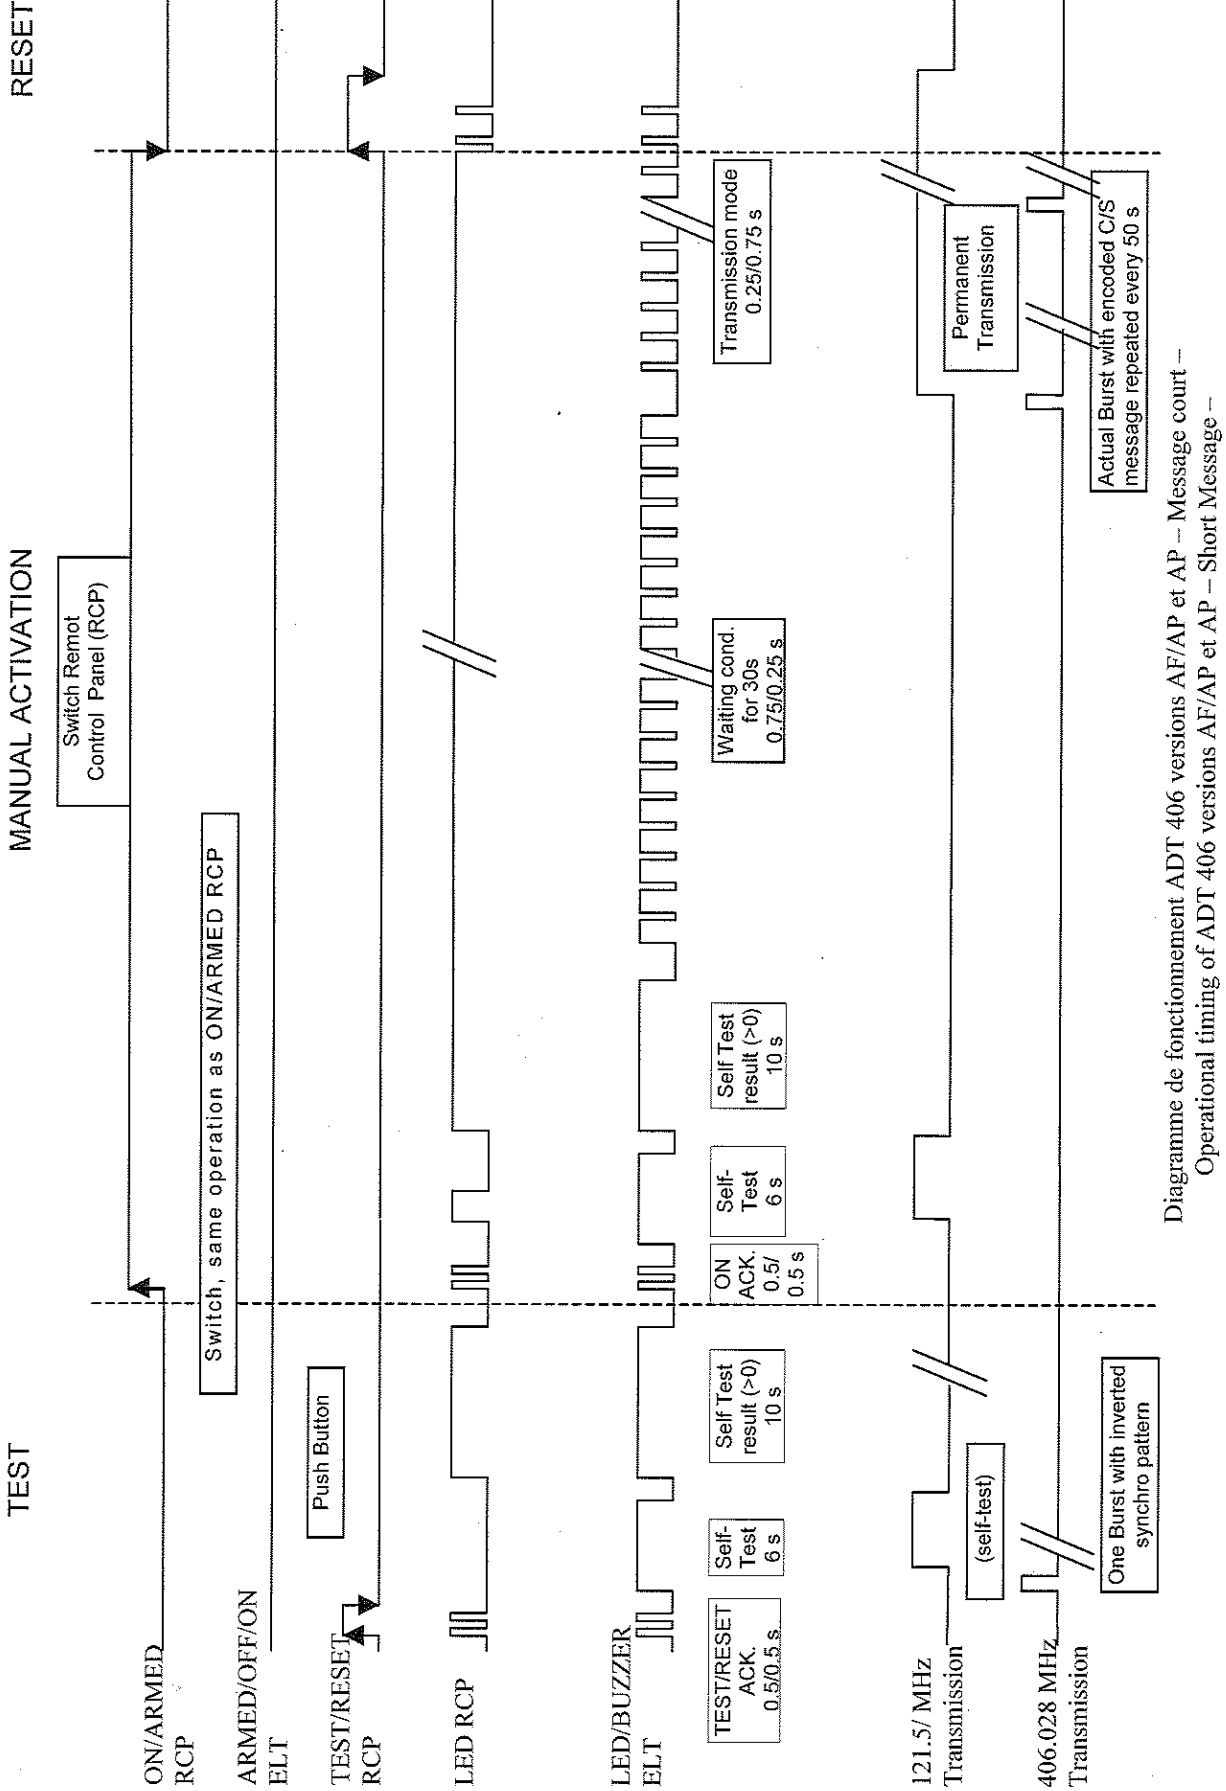 TEST
MANUAL ACTIVATION
RESET
ON/ARMED
RCP
Switch Remot
Control Panel (RCP)
Switch, same operation as ON/ARMED RCP
ARMED/OFF/ON
ELT
Push Button
TEST/RESET
RCP
LED RCP
LED/BUZZER
ELT
TEST/RESET
ACK.
0.5/0.5 s
Self-
Test
6 s
Self Test
result (>0)
10 s
ON
ACK.
0.5/
0.5 s
Self-
Test
6 s
Self Test
result (>0)
10 s
Waiting cond.
for 30s
0.75/0.25 s
Transmission mode
0.25/0.75 s
121.5/ MHz
Transmission
(self-test)
Permanent
Transmission
406.028 MHz
Transmission
One Burst with inverted
synchro pattern
Actual Burst with encoded C/S
message repeated every 50 s
Diagramme de fonctionnement ADT 406 versions AF/AP et AP – Message court –
Operational timing of ADT 406 versions AF/AP et AP – Short Message –